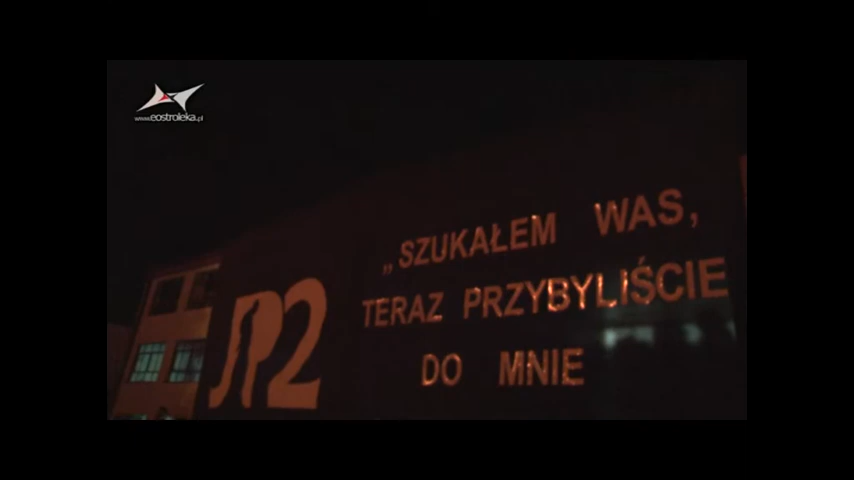 www.eostroleka.pl
„SZUKAŁEM WAS,
TERAZ PRZYBYLIŚCIE
DO MNIE
JP2